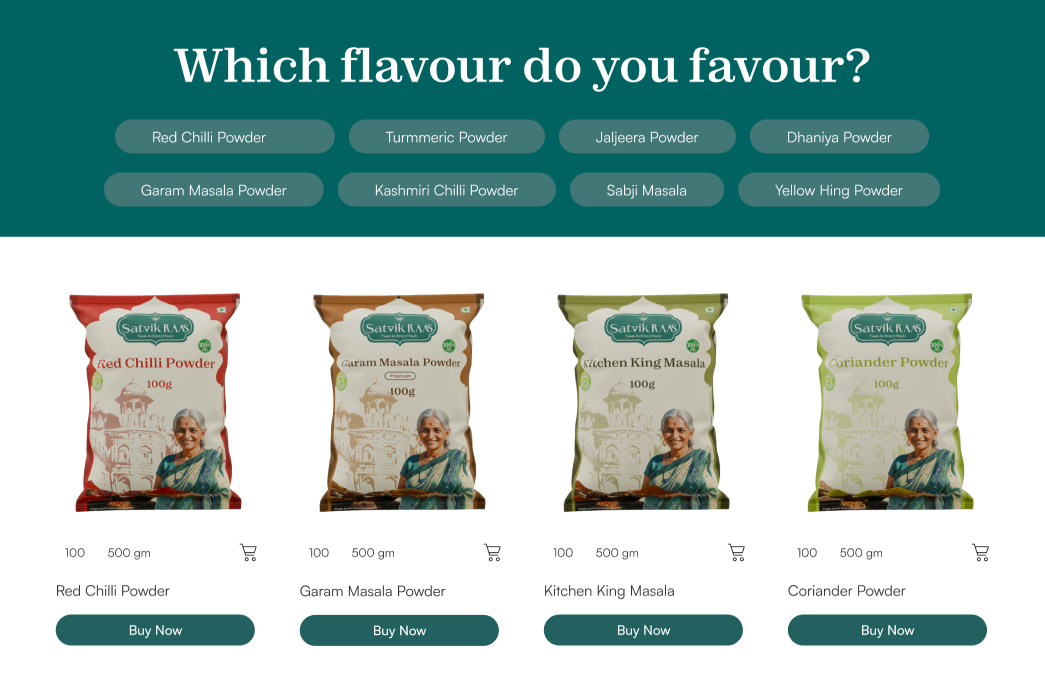 Which flavour do you favour?
Red Chilli Powder Turmmeric Powder Jaljeera Powder Dhaniya Powder
Garam Masala Powder Kashmiri Chilli Powder Sabji Masala Yellow Hing Powder
Satvik RAAS Satvik RAAS Satvik RAAS Satvik RAAS
100% 100% 100% 100%
Red Chilli Powder Garam Masala Powder Kitchen King Masala Coriander Powder
Premium
100g 100g 100g 100g
100 500 gm 100 500 gm 100 500 gm 100 500 gm
Red Chilli Powder Garam Masala Powder Kitchen King Masala Coriander Powder
Buy Now Buy Now Buy Now Buy Now